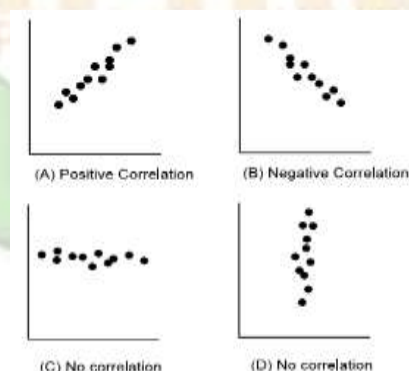 (A) Positive Correlation
(B) Negative Correlation
(C) No correlation
(D) No correlation